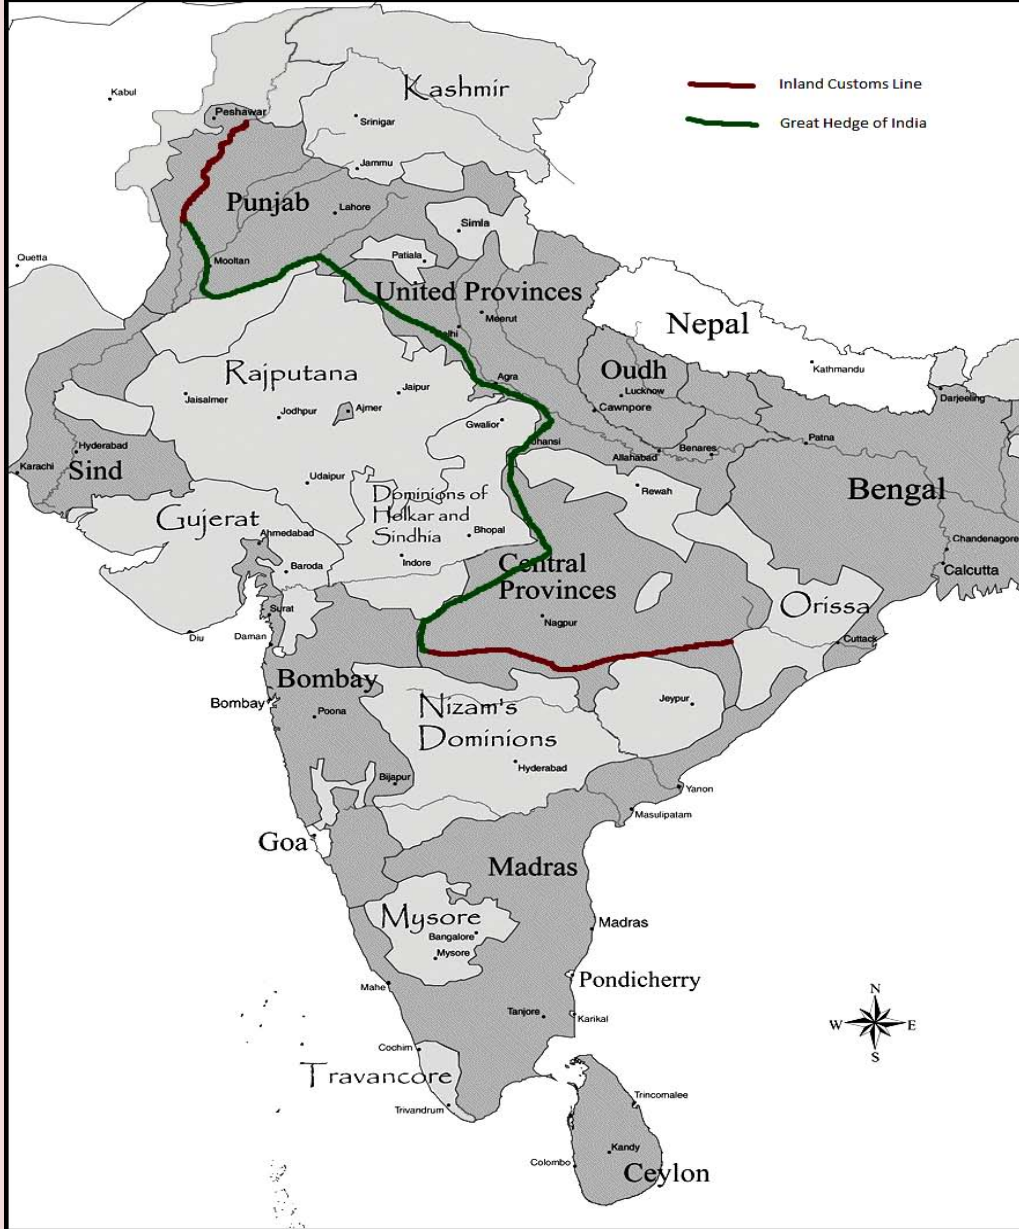 Kashmir
Inland Customs Line
Kabul
Great Hedge of India
Peshawar
Srinigar
Jammu
Punjab
Lahore
Simla
Quetta
Mooltan
Patiala
United Provinces
Meerut
Delhi
Nepal
Kathmandu
Rajputana
Oudh
Agra
Jaipur
Lucknow
Jaisalmer
Darjeeling
Jodhpur
Ajmer
Cawnpore
Gwalior
Jhansi
Patna
Hyderabad
Benares
Allahabad
Karachi
Sind
Udaipur
Rewah
Bengal
Dominions of
Holkar and
Sindhia
Gujerat
Ahmedabad
Bhopal
Chandenagore
Indore
Baroda
Central
Provinces
Calcutta
Surat
Orissa
Nagpur
Diu
Daman
Cuttack
Bombay
Bombay
Poona
Nizam's
Dominions
Jeypur
Hyderabad
Bijapur
Yanon
Masulipatam
Goa
Madras
Mysore
Bangalore
Mysore
Madras
Mahe
Pondicherry
Tanjore
Karikal
N
W
E
S
Cochim
Travancore
Trivandrum
Trincomalee
Kandy
Colombo
Ceylon